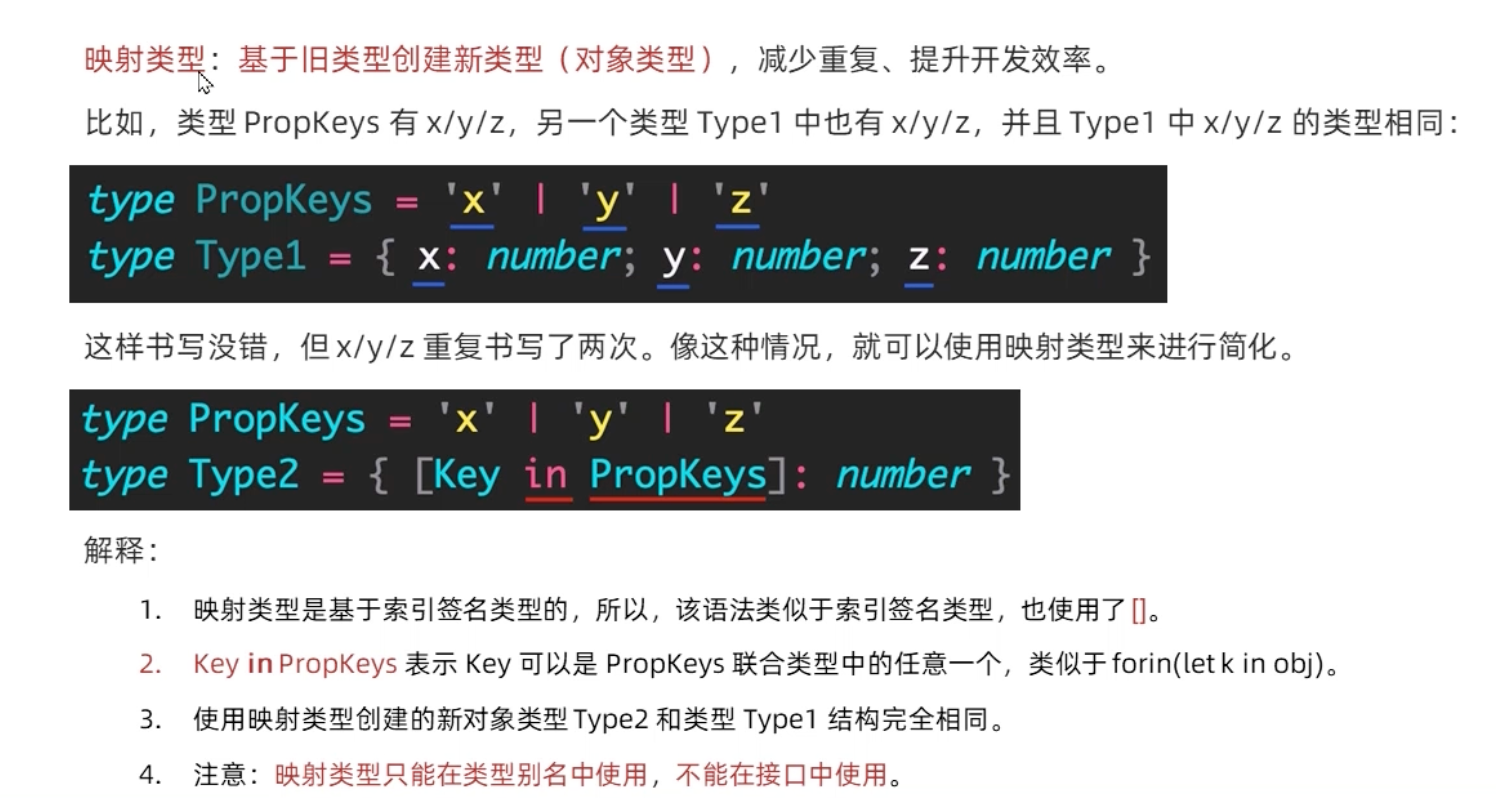 映射类型：基于旧类型创建新类型（对象类型），减少重复、提升开发效率。
比如，类型 PropKeys 有 x/y/z，另一个类型 Type1 中也有 x/y/z，并且 Type1 中 x/y/z 的类型相同：
type PropKeys = 'x' | 'y' | 'z'
type Type1 = { x: number; y: number; z: number }
这样书写没错，但 x/y/z 重复书写了两次。像这种情况，就可以使用映射类型来进行简化。
type PropKeys = 'x' | 'y' | 'z'
type Type2 = { [Key in PropKeys]: number }
解释：
1. 映射类型是基于索引签名类型的，所以，该语法类似于索引签名类型，也使用了 []。
2. Key in PropKeys 表示 Key 可以是 PropKeys 联合类型中的任意一个，类似于 forin(let k in obj)。
3. 使用映射类型创建的新对象类型 Type2 和类型 Type1 结构完全相同。
4. 注意：映射类型只能在类型别名中使用，不能在接口中使用。